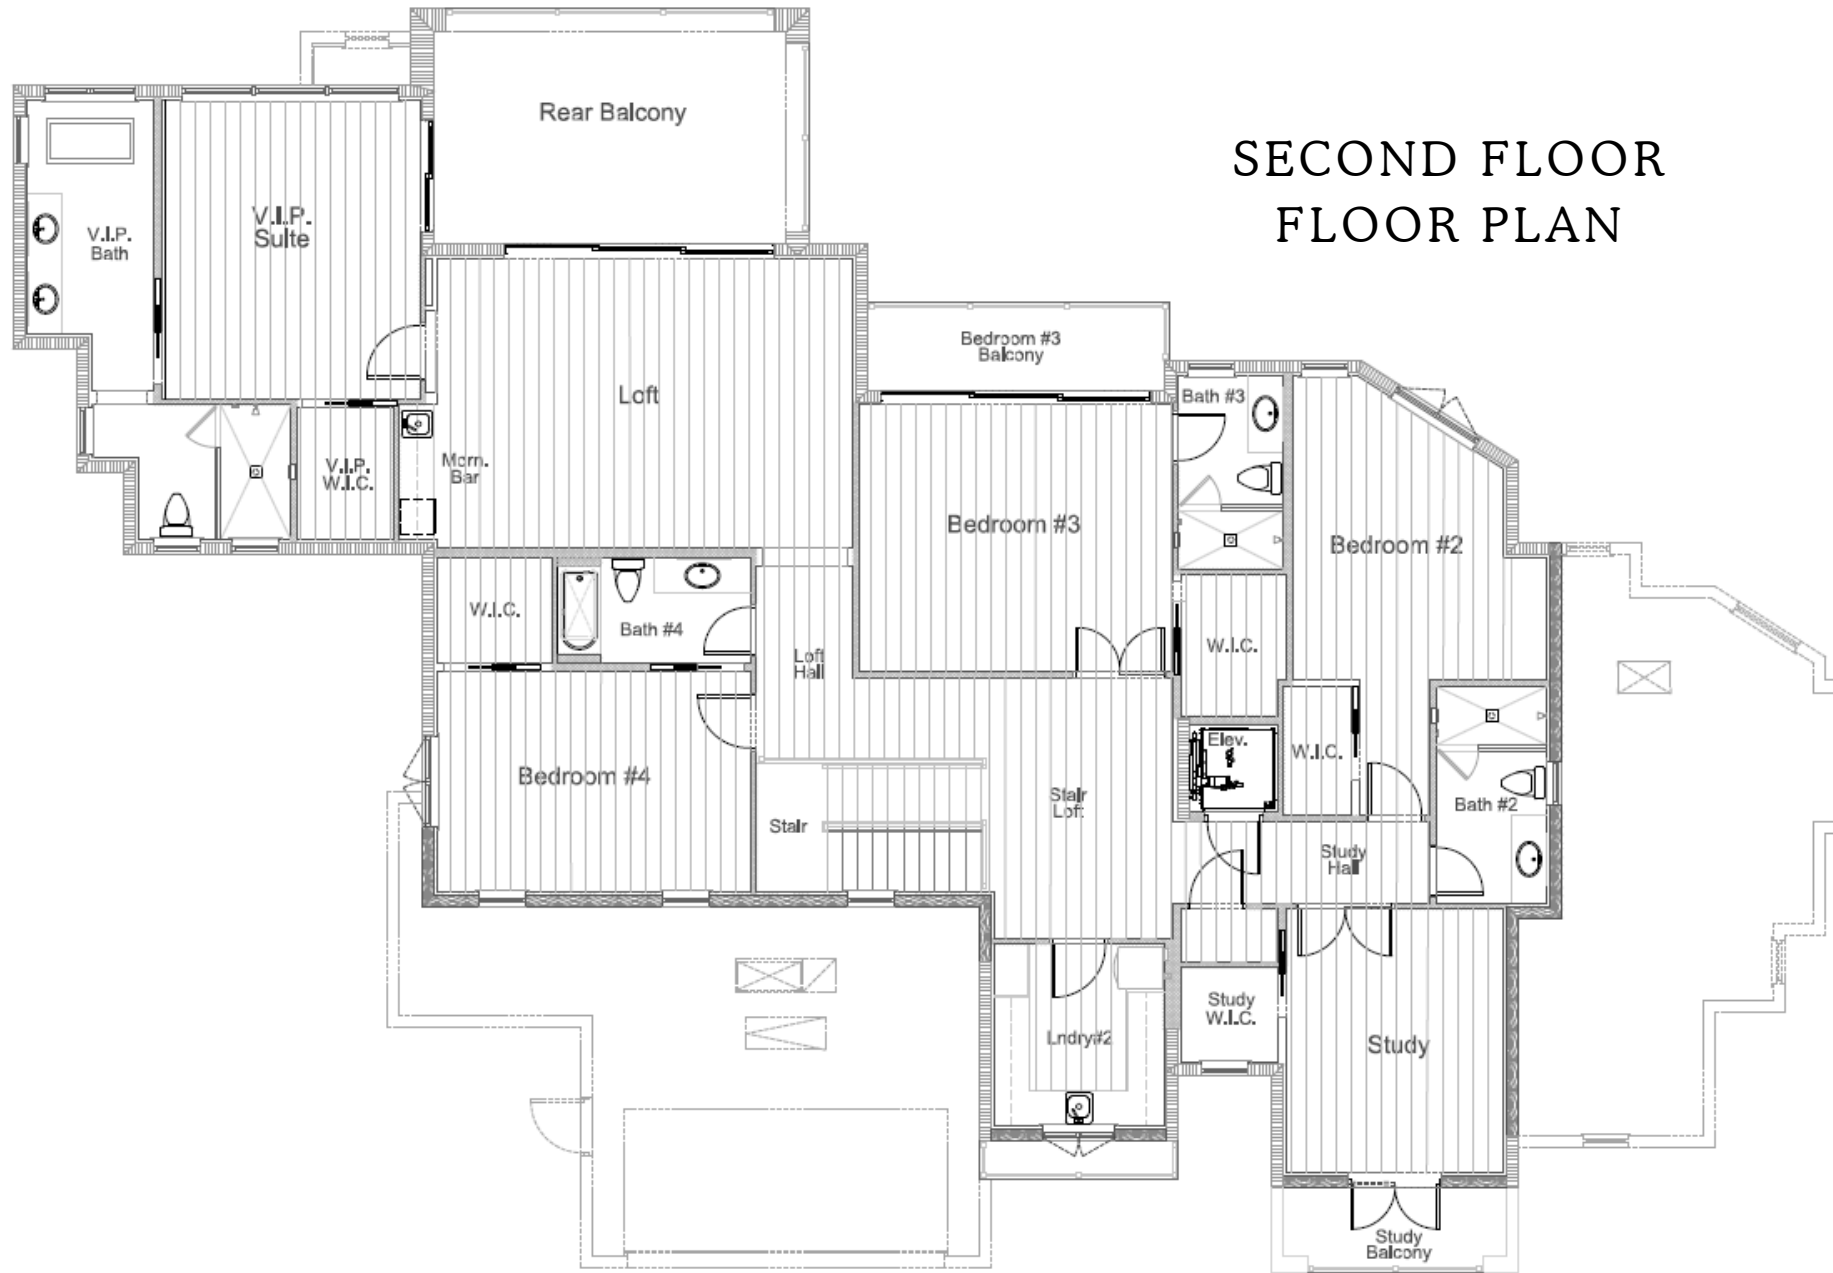 SECOND FLOOR
FLOOR PLAN
Rear Balcony
V.I.P.
Bath
V.I.P.
Suite
Bedroom #3
Balcony
Loft
Bath #3
V.I.P.
W.I.C.
Morn.
Bar
Bedroom #3
Bedroom #2
W.I.C.
Bath #4
Loft
Hall
W.I.C.
Elev.
W.I.C.
Bedroom #4
Stair
Stair
Loft
Bath #2
Study
Hall
Study
W.I.C.
Lndry#2
Study
Study
Balcony